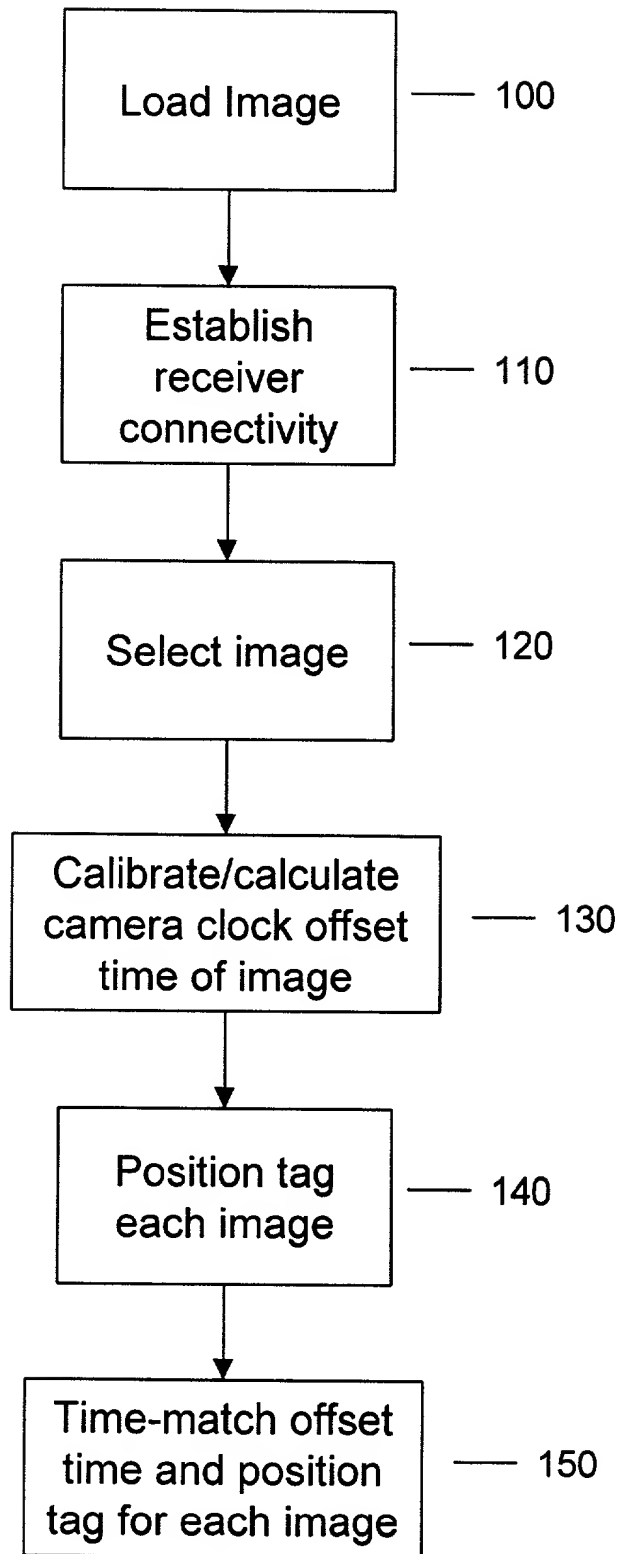 Load Image
100
Establish
receiver
connectivity
110
Select image
120
Calibrate/calculate
camera clock offset
time of image
130
Position tag
each image
140
Time-match offset
time and position
tag for each image
150